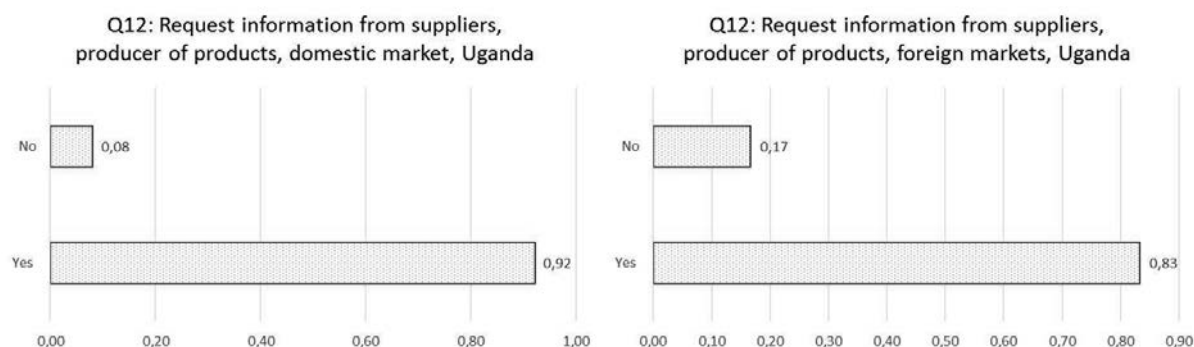 Q12: Request information from suppliers,
producer of products, domestic market, Uganda
No
0,08
Yes
0,92
0,00 0,20 0,40 0,60 0,80 1,00
Q12: Request information from suppliers,
producer of products, foreign markets, Uganda
No
0,17
Yes
0,83
0,00 0,10 0,20 0,30 0,40 0,50 0,60 0,70 0,80 0,90